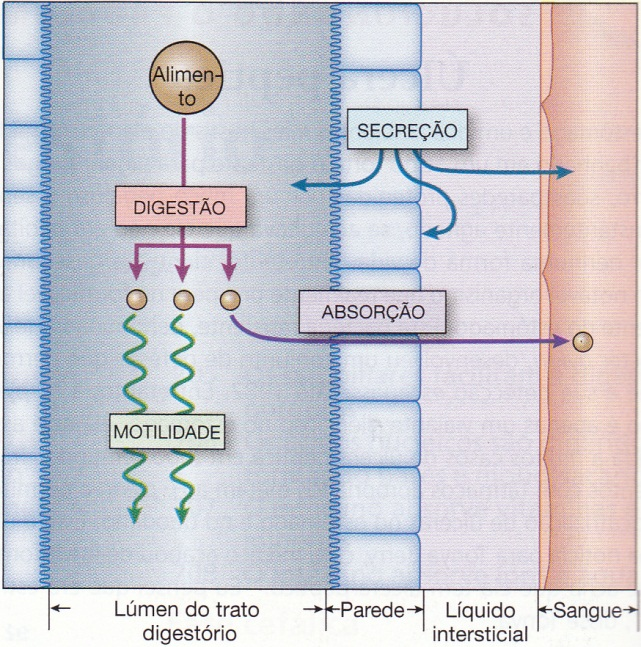 Alimen-
to
SECREÇÃO
DIGESTÃO
ABSORÇÃO
MOTILIDADE
Lúmen do trato
digestório
Parede
Líquido
intersticial
Sangue